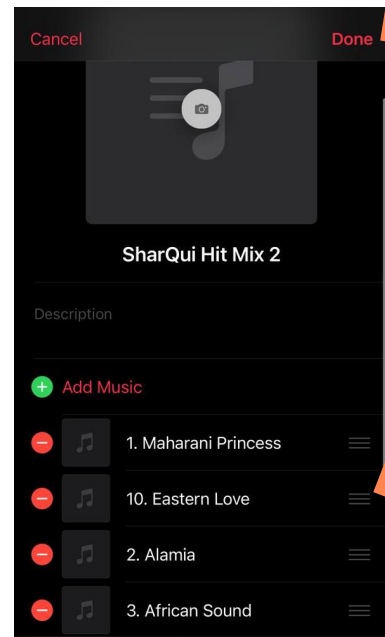 Cancel
Done
SharQui Hit Mix 2
Description
Add Music
1. Maharani Princess
10. Eastern Love
2. Alamia
3. African Sound